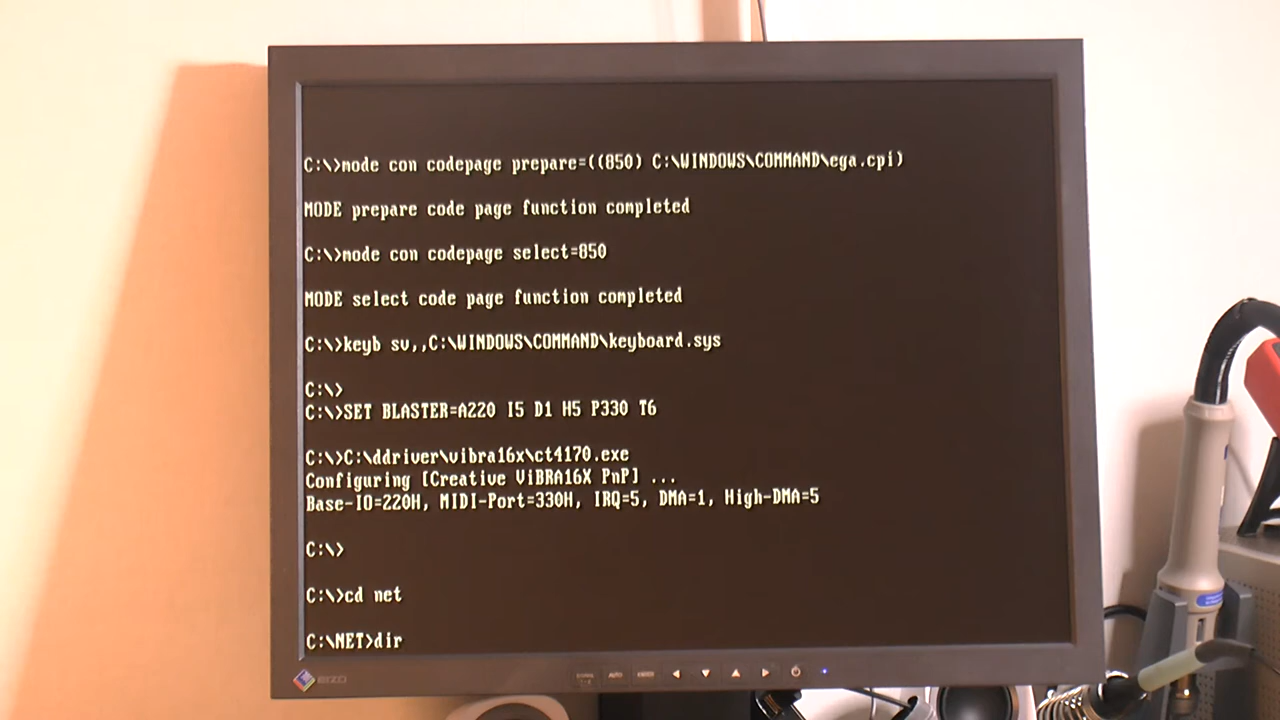 C:\>mode con codepage prepare=((850) C:\WINDOWS\COMMAND\ega.cpi)
MODE prepare code page function completed
C:\>mode con codepage select=850
MODE select code page function completed
C:\>keyb sv,,C:\WINDOWS\COMMAND\keyboard.sys
C:\>
C:\>SET BLASTER=A220 I5 D1 H5 P330 T6
C:\>C:\ddriver\vibra16x\ct4170.exe
Configuring [Creative ViBRA16X PnP] ...
Base-IO=220H, MIDI-Port=330H, IRQ=5, DMA=1, High-DMA=5
C:\>
C:\>cd net
C:\NET>dir
EIZO
AUTO